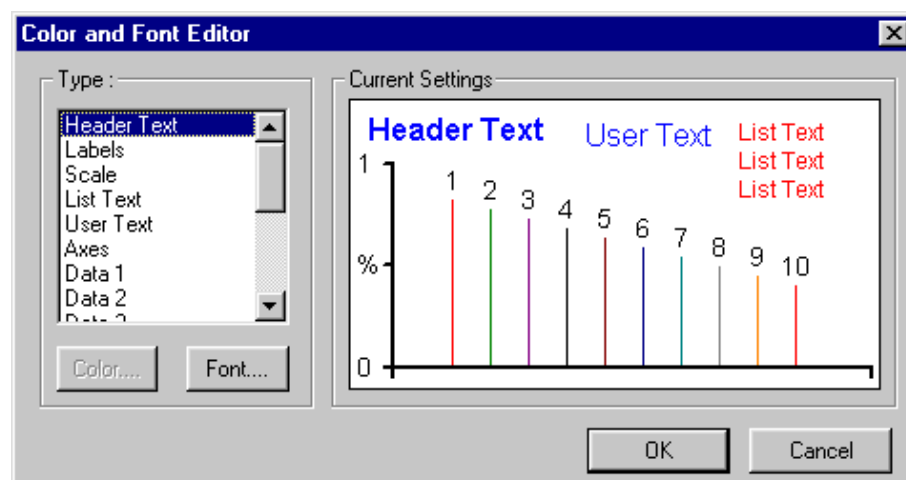 Color and Font Editor
Type :
Header Text
Labels
Scale
List Text
User Text
Axes
Data 1
Data 2
Color....
Font....
Current Settings
Header Text User Text List Text
List Text
List Text
1
1 2 3 4 5 6 7 8 9 10
%
0
OK Cancel